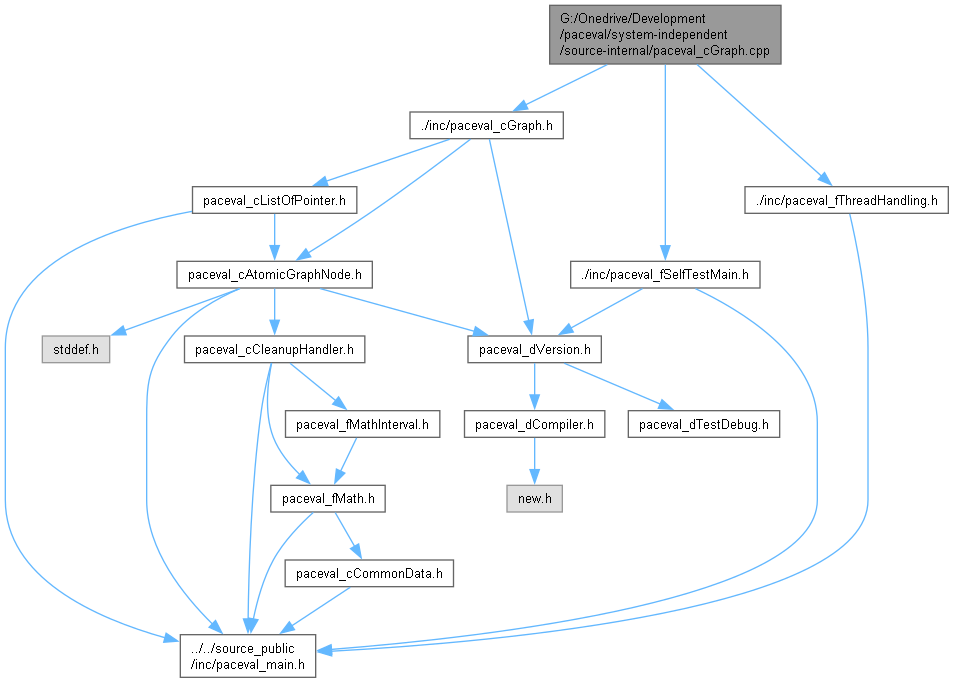 G:/Onedrive/Development
/paceval/system-independent
/source-internal/paceval_cGraph.cpp
./inc/paceval_cGraph.h
paceval_cListOfPointer.h
./inc/paceval_fThreadHandling.h
paceval_cAtomicGraphNode.h
./inc/paceval_fSelfTestMain.h
stddef.h
paceval_cCleanupHandler.h
paceval_dVersion.h
paceval_fMathInterval.h
paceval_dCompiler.h
paceval_dTestDebug.h
paceval_fMath.h
new.h
paceval_cCommonData.h
../../source_public
/inc/paceval_main.h